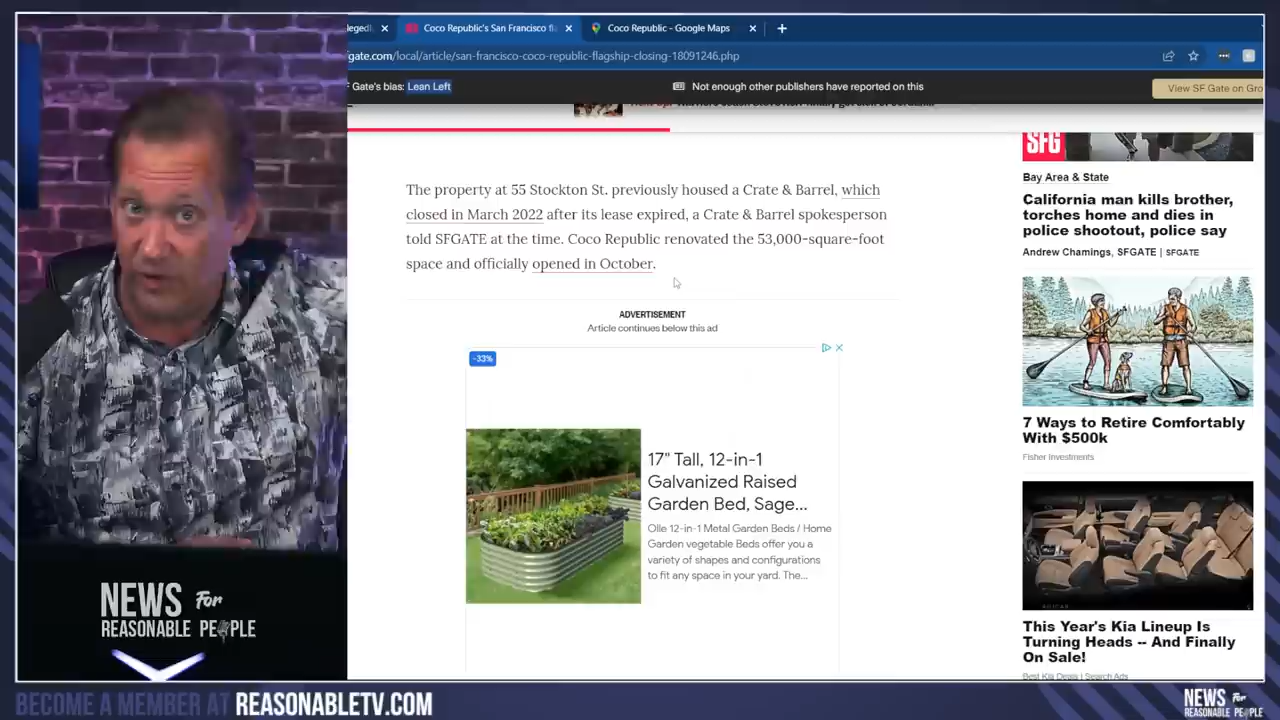 legedl
Coco Republic's San Francisco fl
Coco Republic - Google Maps
fgate.com/local/article/san-francisco-coco-republic-flagship-closing-18091246.php
F Gate's bias: Lean Left
Not enough other publishers have reported on this
View SF Gate on Gro
The property at 55 Stockton St. previously housed a Crate & Barrel, which
closed in March 2022 after its lease expired, a Crate & Barrel spokesperson
told SFGATE at the time. Coco Republic renovated the 53,000-square-foot
space and officially opened in October.
ADVERTISEMENT
Article continues below this ad
-33%
17" Tall, 12-in-1
Galvanized Raised
Garden Bed, Sage...
Olle 12-in-1 Metal Garden Beds / Home
Garden vegetable Beds offer you a
variety of shapes and configurations
to fit any space in your yard. The...
SFG
Bay Area & State
California man kills brother,
torches home and dies in
police shootout, police say
Andrew Chamings, SFGATE | SFGATE
7 Ways to Retire Comfortably
With $500k
Fisher Investments
This Year's Kia Lineup Is
Turning Heads -- And Finally
On Sale!
Best Kia Deals | Search Ads
NEWS For
REASONABLE PEOPLE
BECOME A MEMBER AT REASONABLETV.COM
NEWS For
REASONABLE PEOPLE